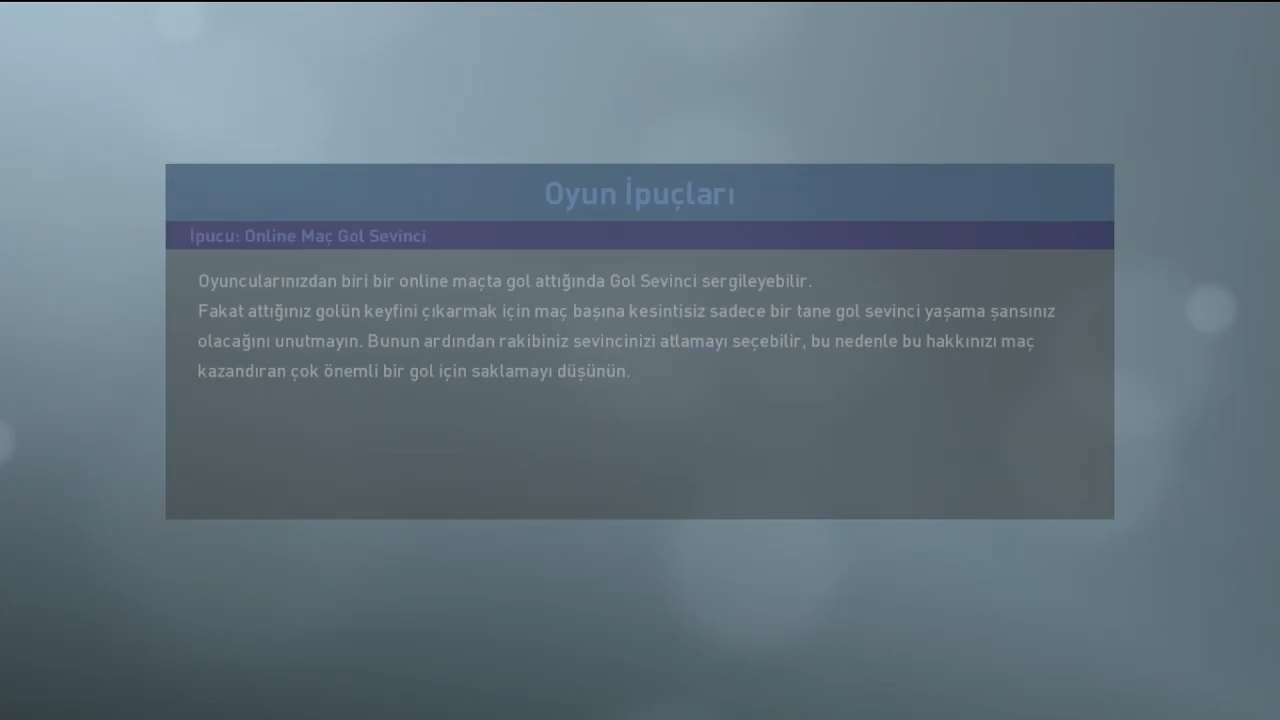 Oyun İpuçları
İpucu: Online Maç Gol Sevinci
Oyuncularınızdan biri bir online maçta gol attığında Gol Sevinci sergileyebilir.
Fakat attığınız golün keyfini çıkarmak için maç başına kesintisiz sadece bir tane gol sevinci yaşama şansınız
olacağını unutmayın. Bunun ardından rakibiniz sevincinizi atlamayı seçebilir, bu nedenle bu hakkınızı maç
kazandıran çok önemli bir gol için saklamayı düşünün.